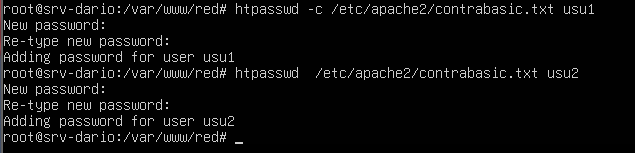 root@srv-dario:/var/www/red# htpasswd -c /etc/apache2/contrabasic.txt usu1
New password:
Re-type new password:
Adding password for user usu1
root@srv-dario:/var/www/red# htpasswd  /etc/apache2/contrabasic.txt usu2
New password:
Re-type new password:
Adding password for user usu2
root@srv-dario:/var/www/red# _